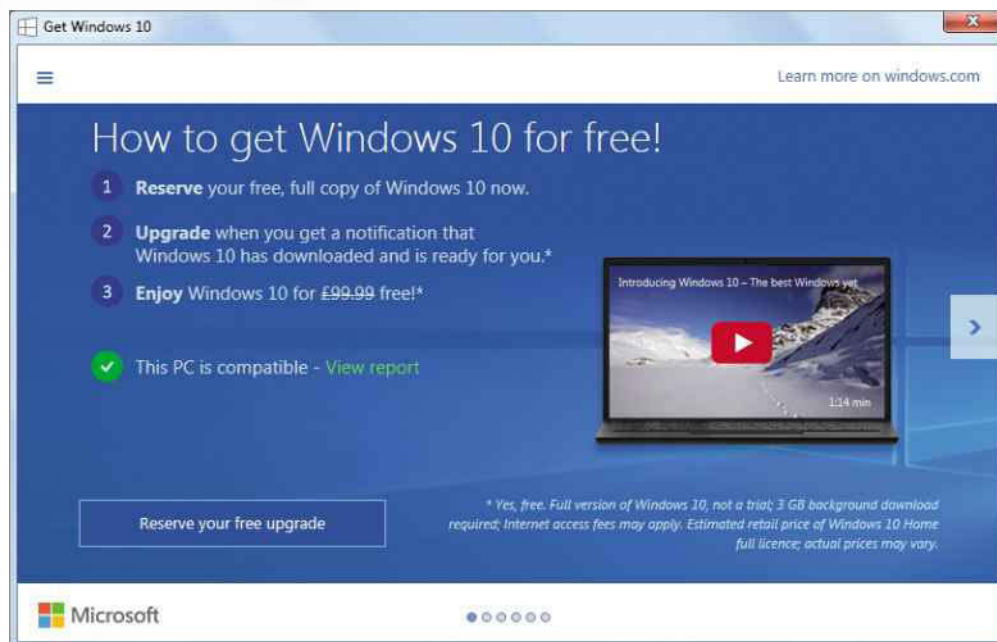 Get Windows 10
Learn more on windows.com
How to get Windows 10 for free!
1 Reserve your free, full copy of Windows 10 now.
2 Upgrade when you get a notification that
Windows 10 has downloaded and is ready for you.*
3 Enjoy Windows 10 for £99.99 free!*
This PC is compatible - View report
Introducing Windows 10 – The best Windows yet
1:14 min
Reserve your free upgrade
* Yes, free. Full version of Windows 10, not a trial; 3 GB background download
required; Internet access fees may apply. Estimated retail price of Windows 10 Home
full licence; actual prices may vary.
Microsoft